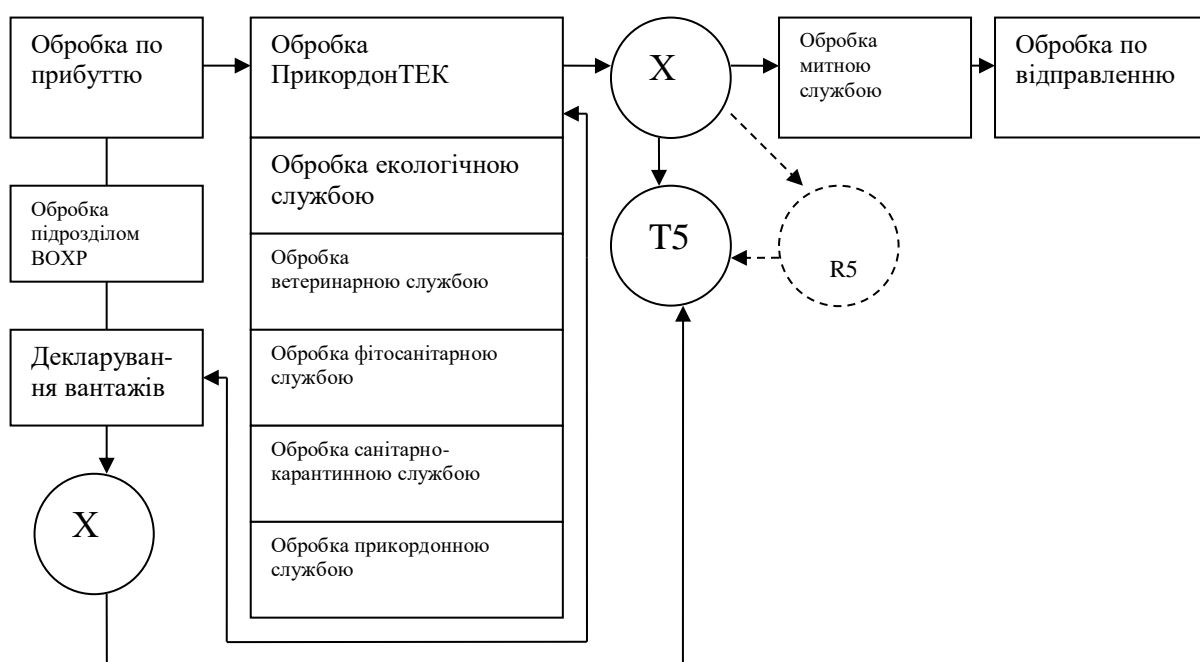 Обробка по
прибуттю
Обробка
ПрикордонТЕК
Х
Обробка
митною
службою
Обробка по
відправленню
Обробка екологічною
службою
Обробка
підрозділом
ВОХР
Т5
R5
Обробка
ветеринарною службою
Декларуван-
ня вантажів
Обробка фітосанітарною
службою
Обробка санітарно-
карантинною службою
Х
Обробка прикордонною
службою